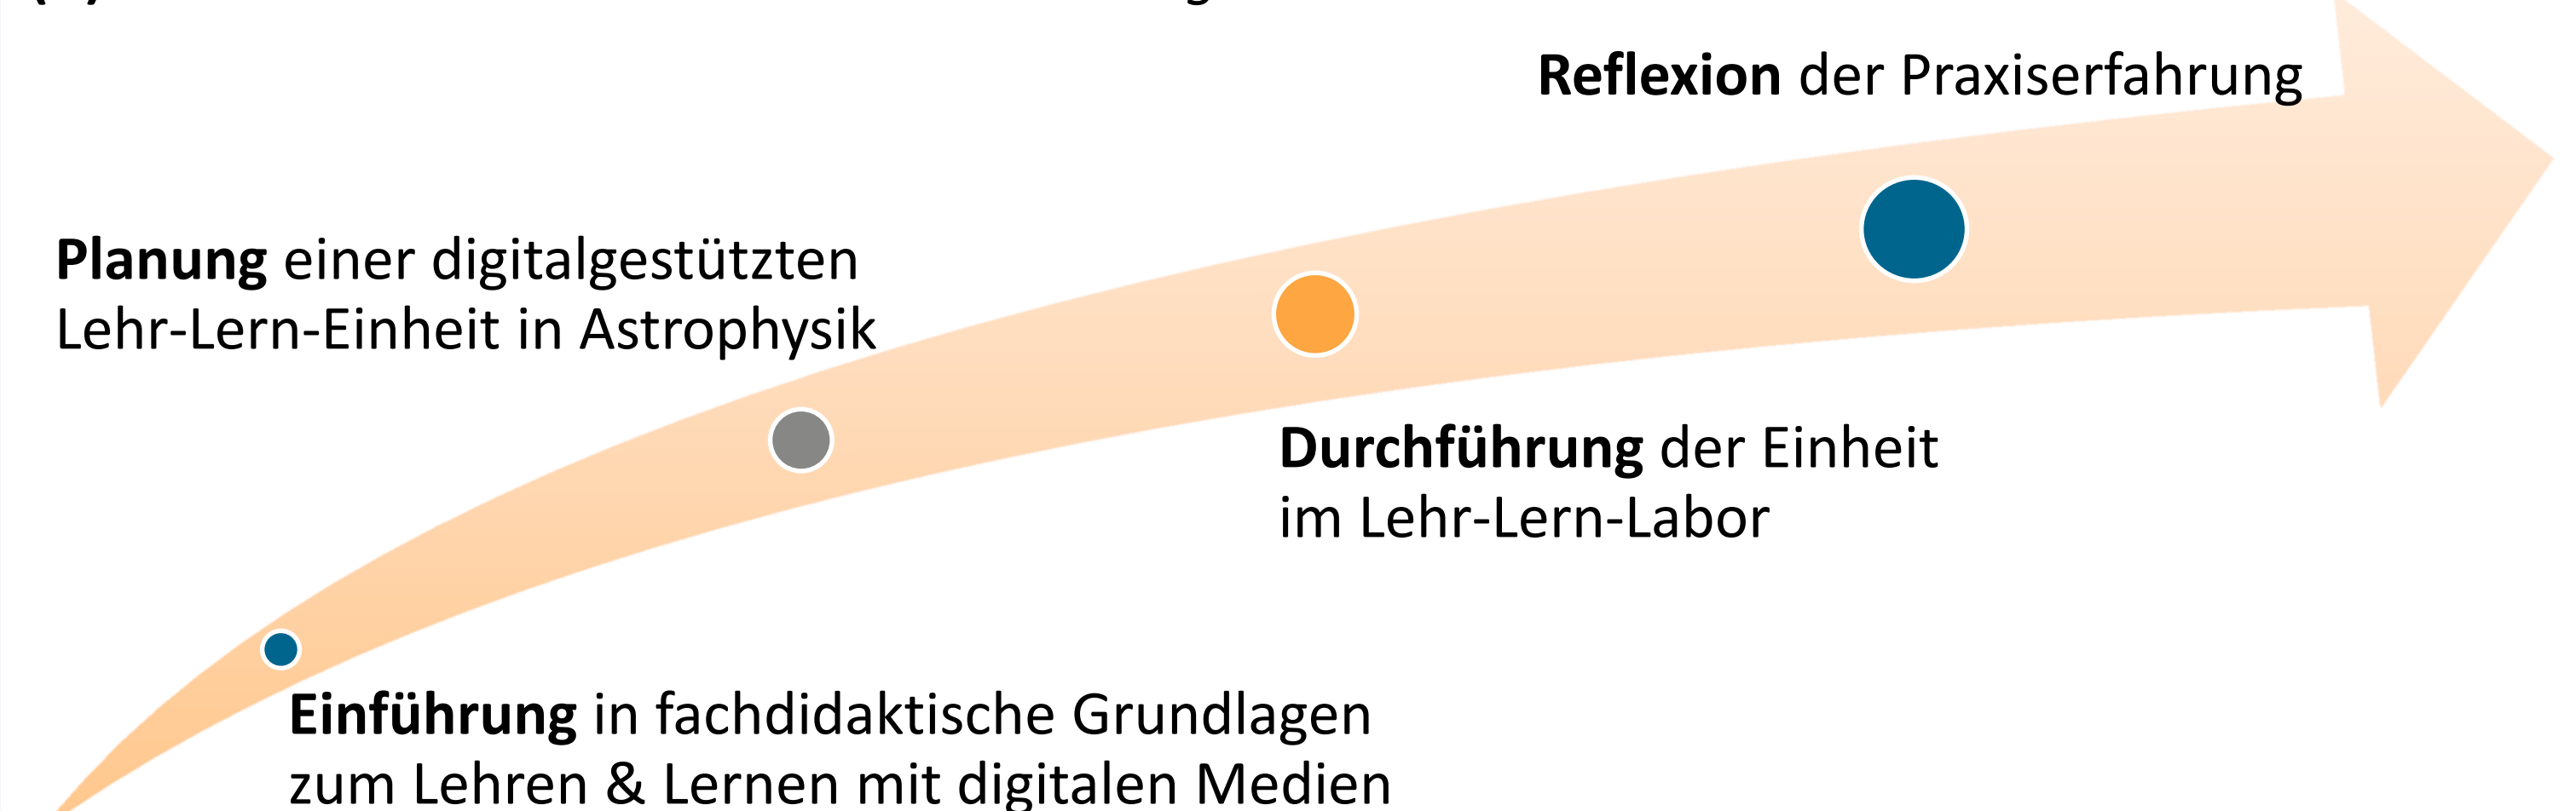 Reflexion der Praxiserfahrung
Planung einer digitalgestützten
Lehr-Lern-Einheit in Astrophysik
Durchführung der Einheit
im Lehr-Lern-Labor
Einführung in fachdidaktische Grundlagen
zum Lehren & Lernen mit digitalen Medien